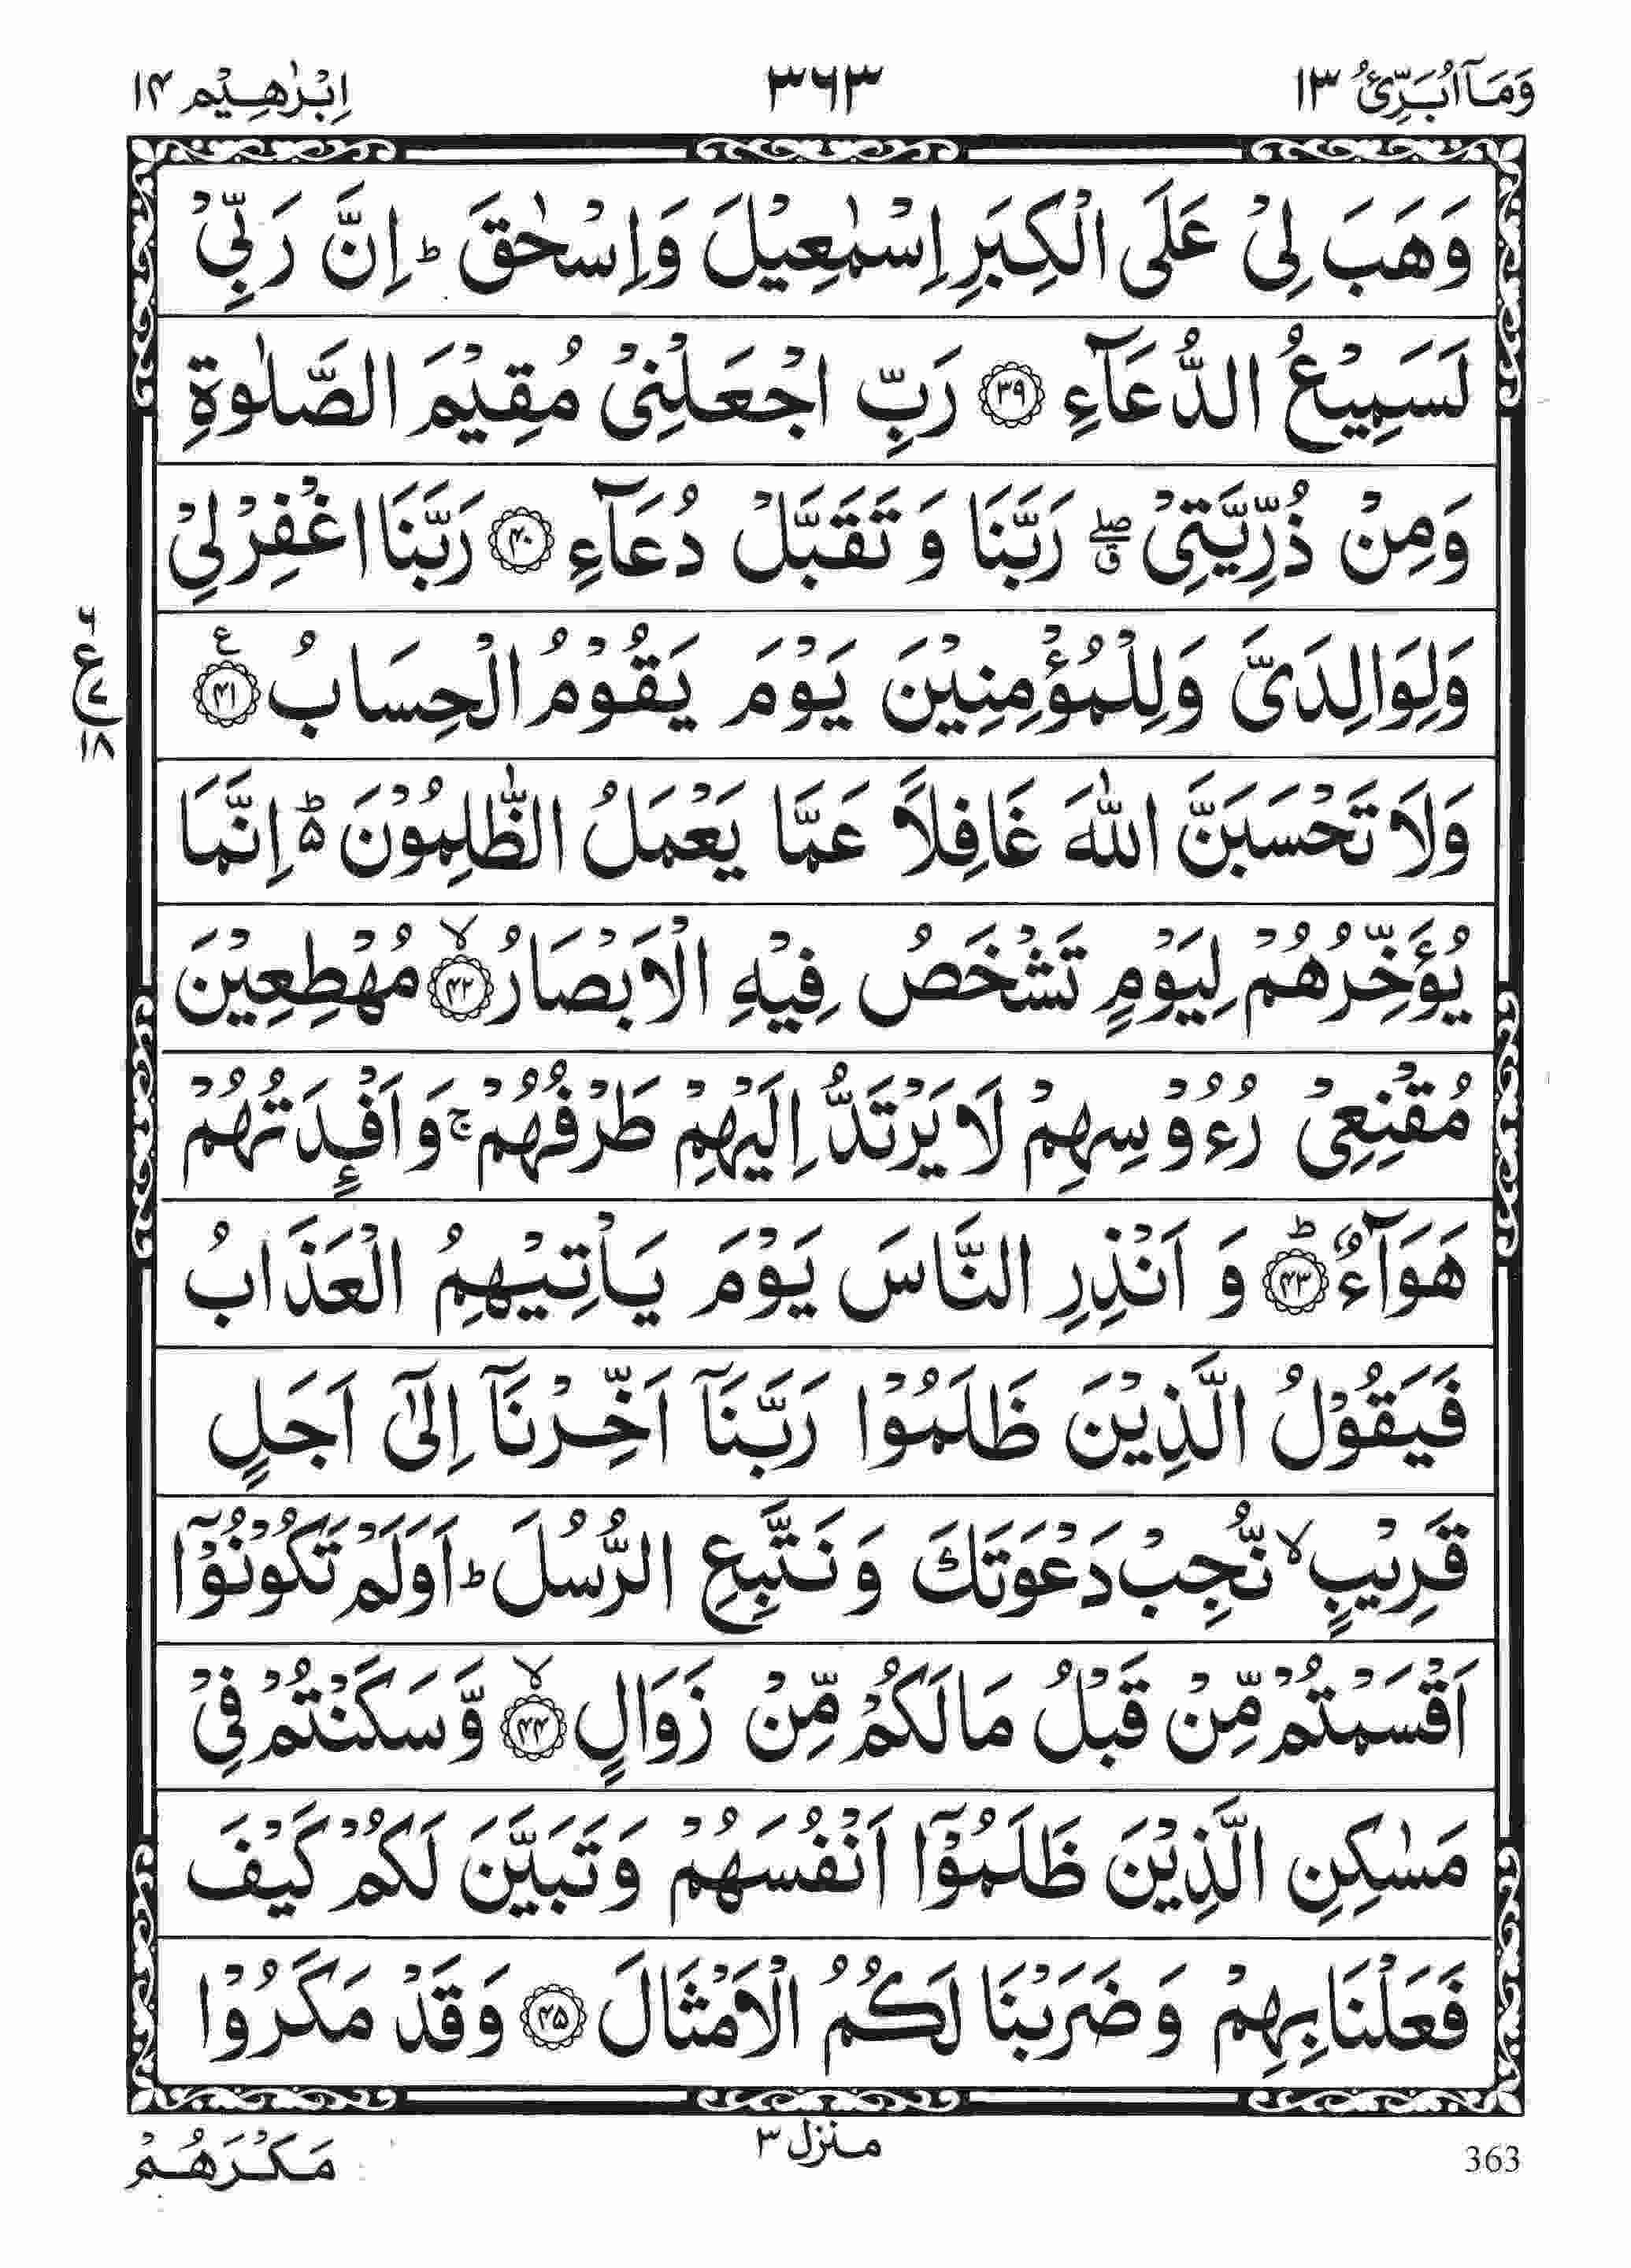 وَمَآ اُبَرِّئُ ۱۳ ۳۶۳ اِبْرٰهِيْم ۱۴
وَهَبَ لِىْ عَلَى الْكِبَرِ اِسْمٰعِيْلَ وَاِسْحٰقَ ؕ اِنَّ رَبِّىْ
لَسَمِيْعُ الدُّعَآءِ ۳۹ رَبِّ اجْعَلْنِىْ مُقِيْمَ الصَّلٰوةِ
وَمِنْ ذُرِّيَّتِىْ ۖۗ رَبَّنَا وَتَقَبَّلْ دُعَآءِ ۴۰ رَبَّنَا اغْفِرْ لِىْ
وَلِوَالِدَىَّ وَلِلْمُؤْمِنِيْنَ يَوْمَ يَقُوْمُ الْحِسَابُ ۴۱ ع
۶ ع ۷ ۱۸
وَلَا تَحْسَبَنَّ اللّٰهَ غَافِلًا عَمَّا يَعْمَلُ الظّٰلِمُوْنَ ؕ۵ اِنَّمَا
يُؤَخِّرُهُمْ لِيَوْمٍ تَشْخَصُ فِيْهِ الْاَبْصَارُ ۴۲ ۙ مُهْطِعِيْنَ
مُقْنِعِىْ رُءُوْسِهِمْ لَا يَرْتَدُّ اِلَيْهِمْ طَرْفُهُمْ ۚ وَاَفْـِٕدَتُهُمْ
هَوَآءٌ ۴۳ ؕ وَ اَنْذِرِ النَّاسَ يَوْمَ يَاْتِيْهِمُ الْعَذَابُ
فَيَقُوْلُ الَّذِيْنَ ظَلَمُوْا رَبَّنَآ اَخِّرْنَآ اِلٰٓى اَجَلٍ
قَرِيْبٍ ۙ نُّجِبْ دَعْوَتَكَ وَنَتَّبِعِ الرُّسُلَ ؕ اَوَلَمْ تَكُوْنُوْٓا
اَقْسَمْتُمْ مِّنْ قَبْلُ مَا لَكُمْ مِّنْ زَوَالٍ ۴۴ ۙ وَّسَكَنْتُمْ فِىْ
مَسٰكِنِ الَّذِيْنَ ظَلَمُوْٓا اَنْفُسَهُمْ وَتَبَيَّنَ لَكُمْ كَيْفَ
فَعَلْنَا بِهِمْ وَضَرَبْنَا لَكُمُ الْاَمْثَالَ ۴۵ وَقَدْ مَكَرُوْا
منزل ۳
مَكْرَهُمْ
363